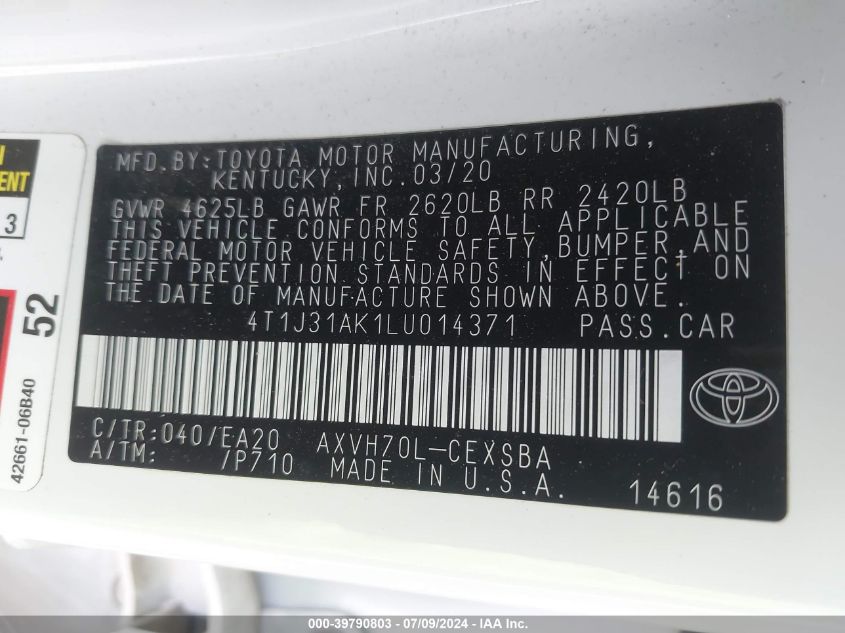 MFD. BY: TOYOTA MOTOR MANUFACTURING,
KENTUCKY, INC. 03/20
GVWR 4625LB GAWR FR 2620LB RR 2420LB
THIS VEHICLE CONFORMS TO ALL APPLICABLE
FEDERAL MOTOR VEHICLE SAFETY, BUMPER, AND
THEFT PREVENTION STANDARDS IN EFFECT ON
THE DATE OF MANUFACTURE SHOWN ABOVE.
4T1J31AK1LU014371 PASS.CAR
C/TR: 040/EA20 AXVH70L-CEXSBA
A/TM: /P710 MADE IN U.S.A. 14616
3
52
42661-06B40
000-39790803 / 07/09/2024 - IAAI.com